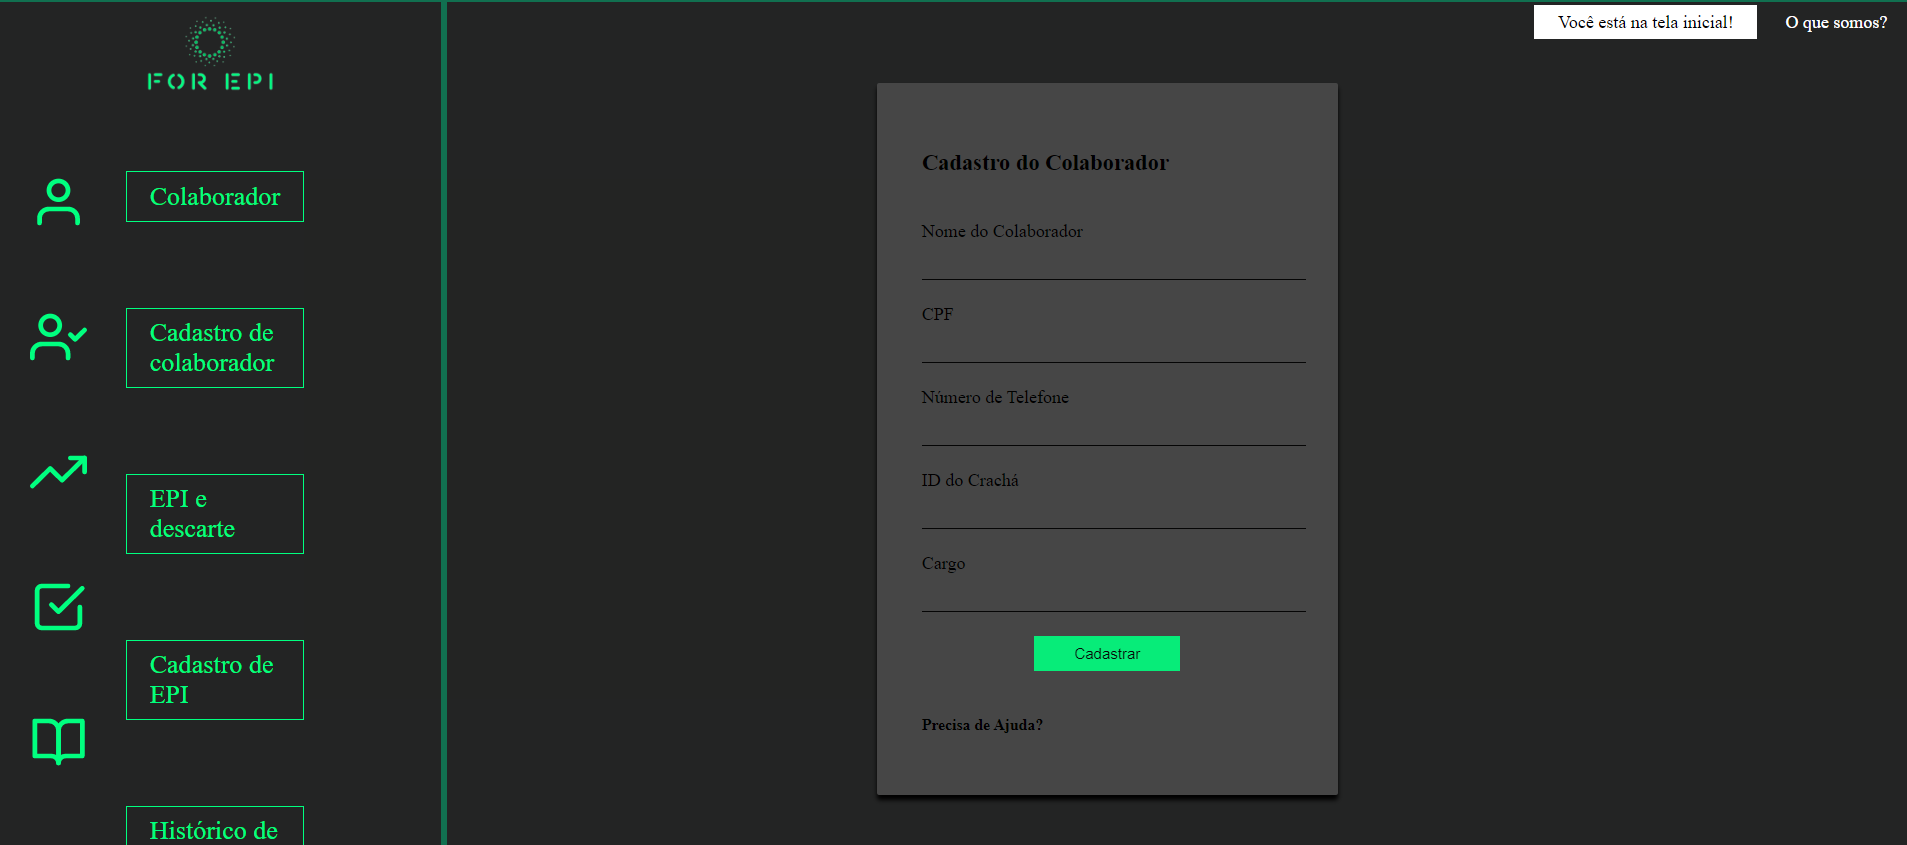 FOR EPI
Você está na tela inicial!
O que somos?
Colaborador
Cadastro de
colaborador
EPI e
descarte
Cadastro de
EPI
Histórico de
Cadastro do Colaborador
Nome do Colaborador
CPF
Número de Telefone
ID do Crachá
Cargo
Cadastrar
Precisa de Ajuda?